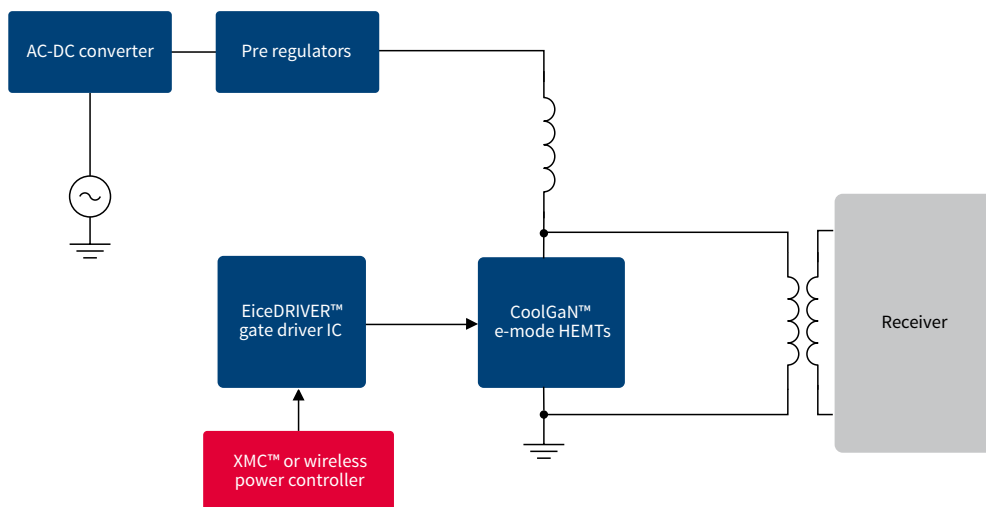 AC-DC converter
Pre regulators
EiceDRIVER™
gate driver IC
CoolGaN™
e-mode HEMTs
Receiver
XMC™ or wireless
power controller